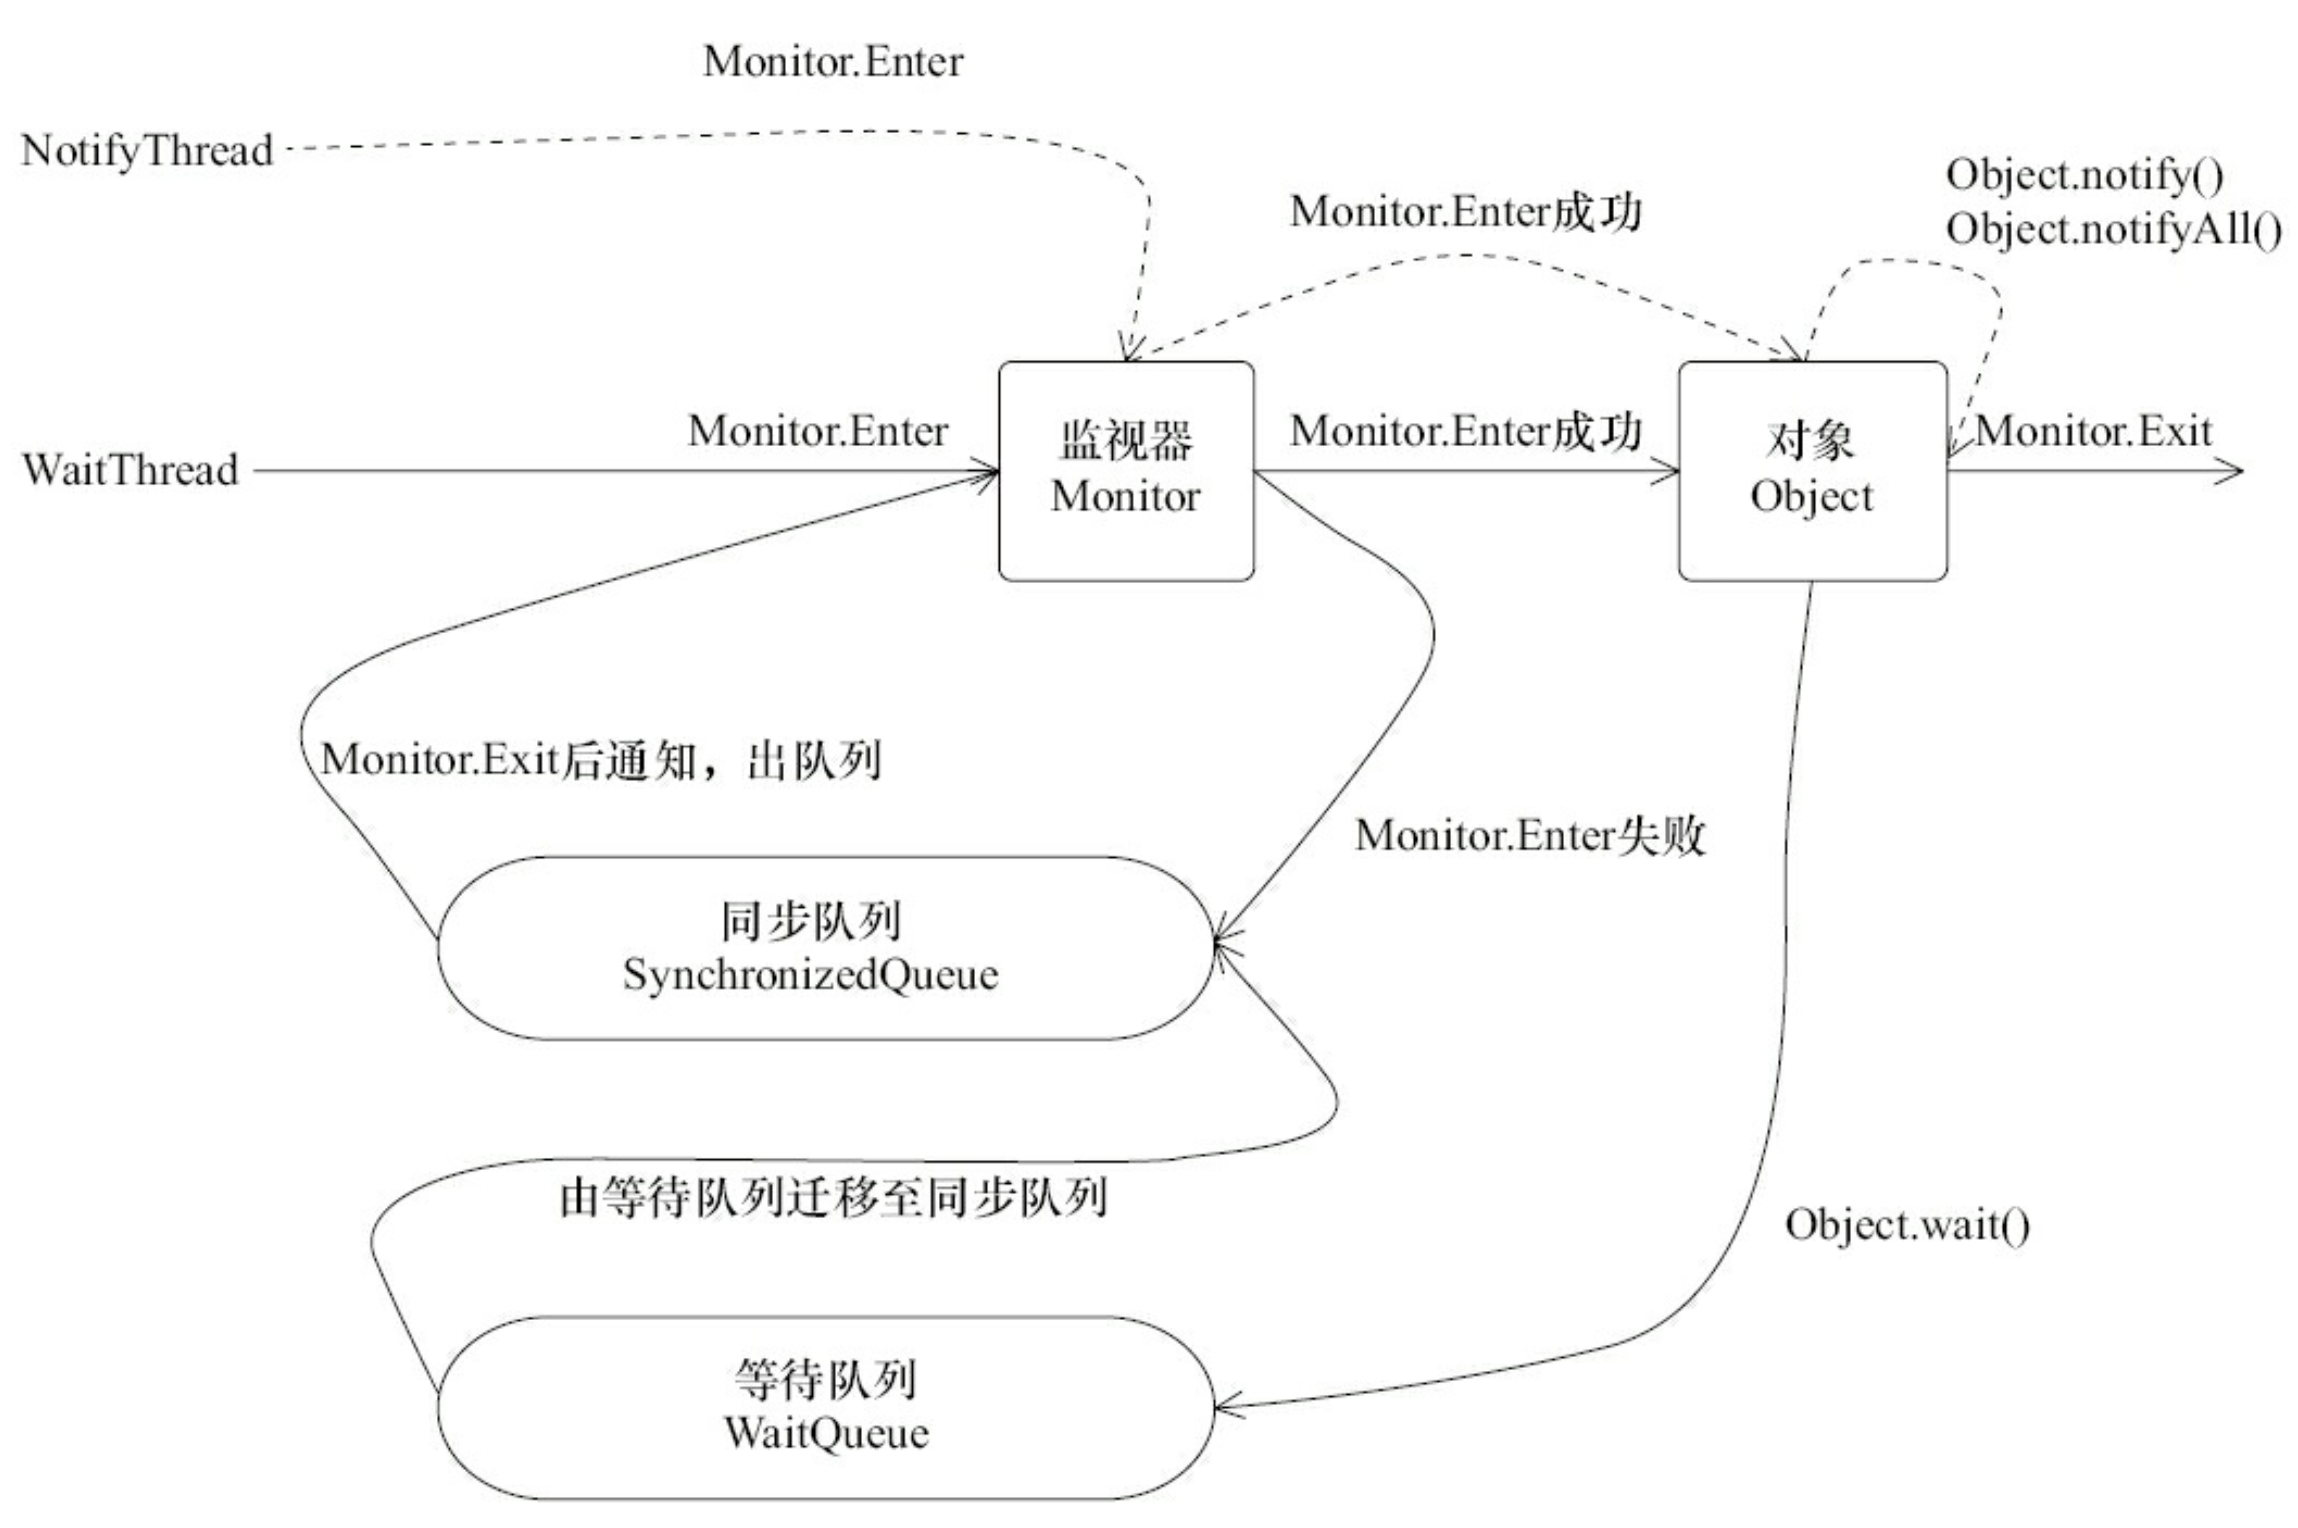 Monitor.Enter
NotifyThread
Object.notify()
Object.notifyAll()
Monitor.Enter成功
WaitThread
Monitor.Enter
监视器
Monitor
Monitor.Enter成功
对象
Object
Monitor.Exit
Monitor.Exit后通知，出队列
Monitor.Enter失败
同步队列
SynchronizedQueue
由等待队列迁移至同步队列
Object.wait()
等待队列
WaitQueue